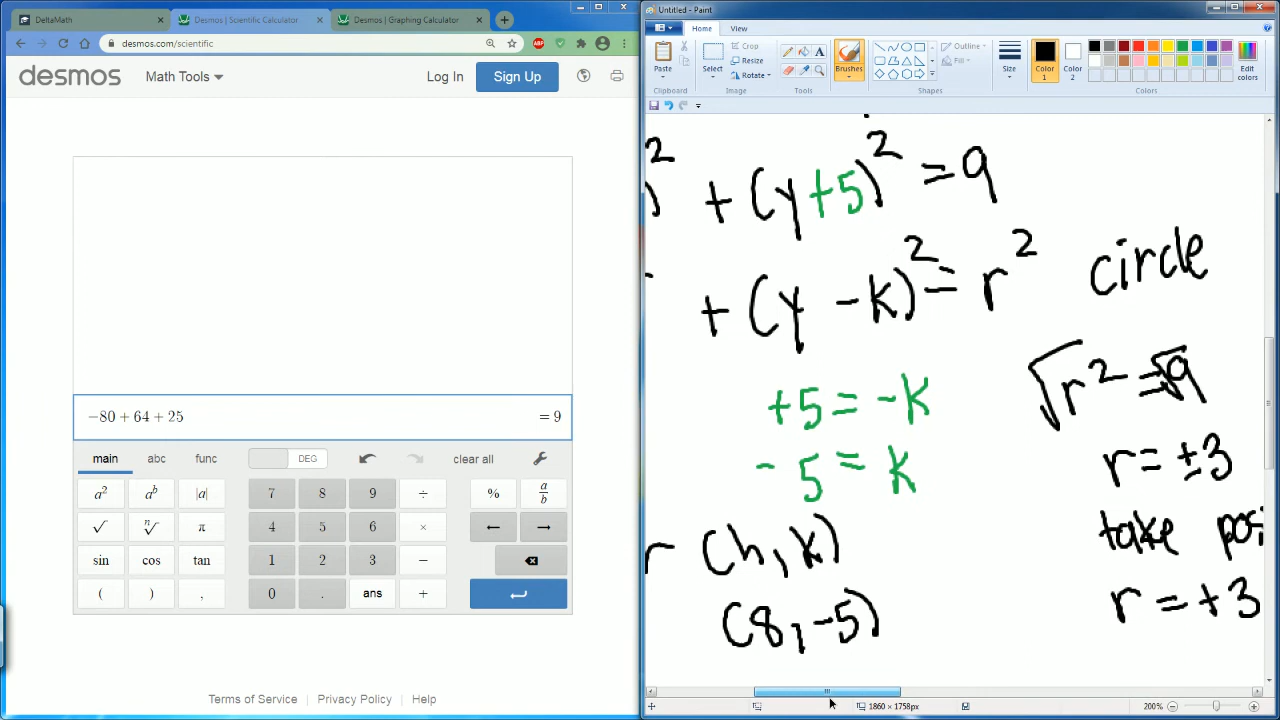 DeltaMath
Desmos | Scientific Calculator
Desmos | Graphing Calculator
desmos.com/scientific
ABP
desmos
Math Tools
Log In
Sign Up
−80 + 64 + 25
= 9
main
abc
func
DEG
clear all
a²
aᵇ
|a|
7
8
9
÷
%
a/b
√
ⁿ√
π
4
5
6
×
←
→
sin
cos
tan
1
2
3
−
(
)
,
0
.
ans
+
Terms of Service
Privacy Policy
Help
Untitled - Paint
Home
View
Paste
Select
Crop
Resize
Rotate
A
Brushes
Outline
Fill
Size
Color 1
Color 2
Edit colors
Clipboard
Image
Tools
Shapes
Colors
)² + (y +5)² = 9
+ (y - k)² = r²
circle
+5 = -k
- 5 = k
√r² = √9
r = ±3
take
r = +3
r (h, k)
(8, -5)
1860 × 1758px
200%